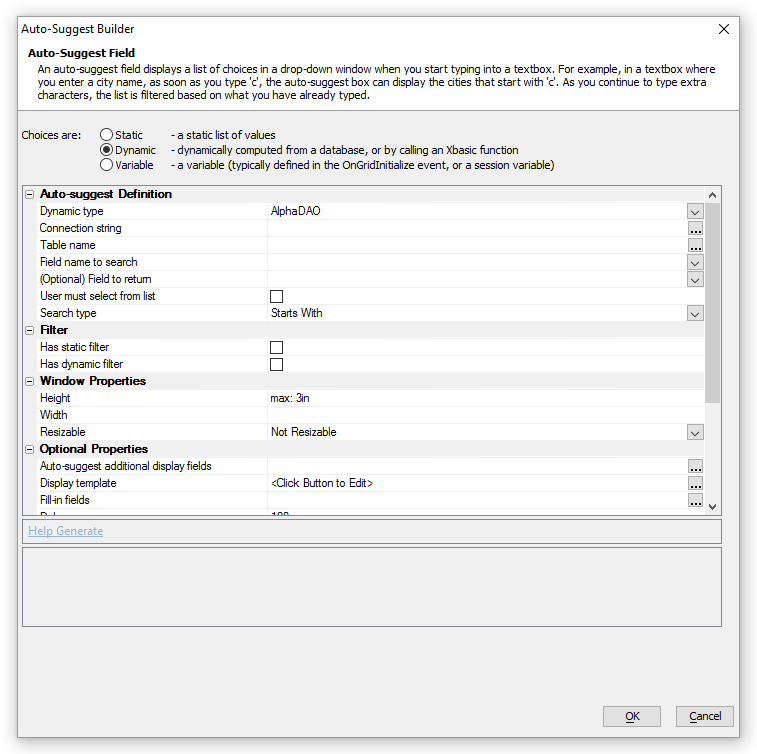 Auto-Suggest Builder
Auto-Suggest Field
An auto-suggest field displays a list of choices in a drop-down window when you start typing into a textbox. For example, in a textbox where
you enter a city name, as soon as you type 'c', the auto-suggest box can display the cities that start with 'c'. As you continue to type extra
characters, the list is filtered based on what you have already typed.
Choices are: Static - a static list of values
Dynamic - dynamically computed from a database, or by calling an Xbasic function
Variable - a variable (typically defined in the OnGridInitialize event, or a session variable)
Auto-suggest Definition
Dynamic type AlphaDAO
Connection string ...
Table name ...
Field name to search
(Optional) Field to return
User must select from list
Search type Starts With
Filter
Has static filter
Has dynamic filter
Window Properties
Height max: 3in
Width
Resizable Not Resizable
Optional Properties
Auto-suggest additional display fields ...
Display template <Click Button to Edit> ...
Fill-in fields ...
Help Generate
OK Cancel